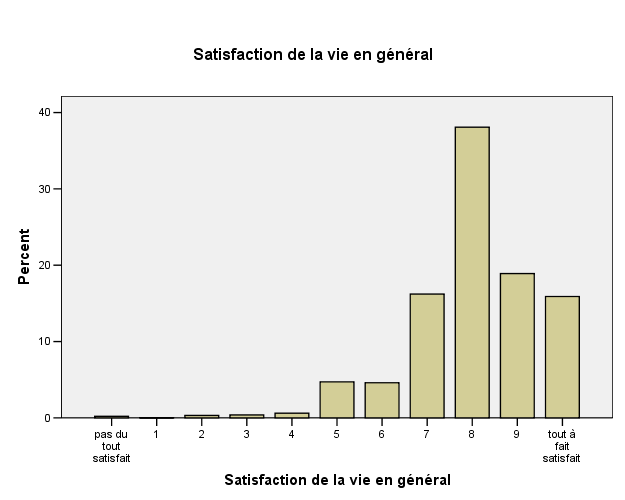 Satisfaction de la vie en général
Percent
40
30
20
10
0
pas du
tout
satisfait
1
2
3
4
5
6
7
8
9
tout à
fait
satisfait
Satisfaction de la vie en général